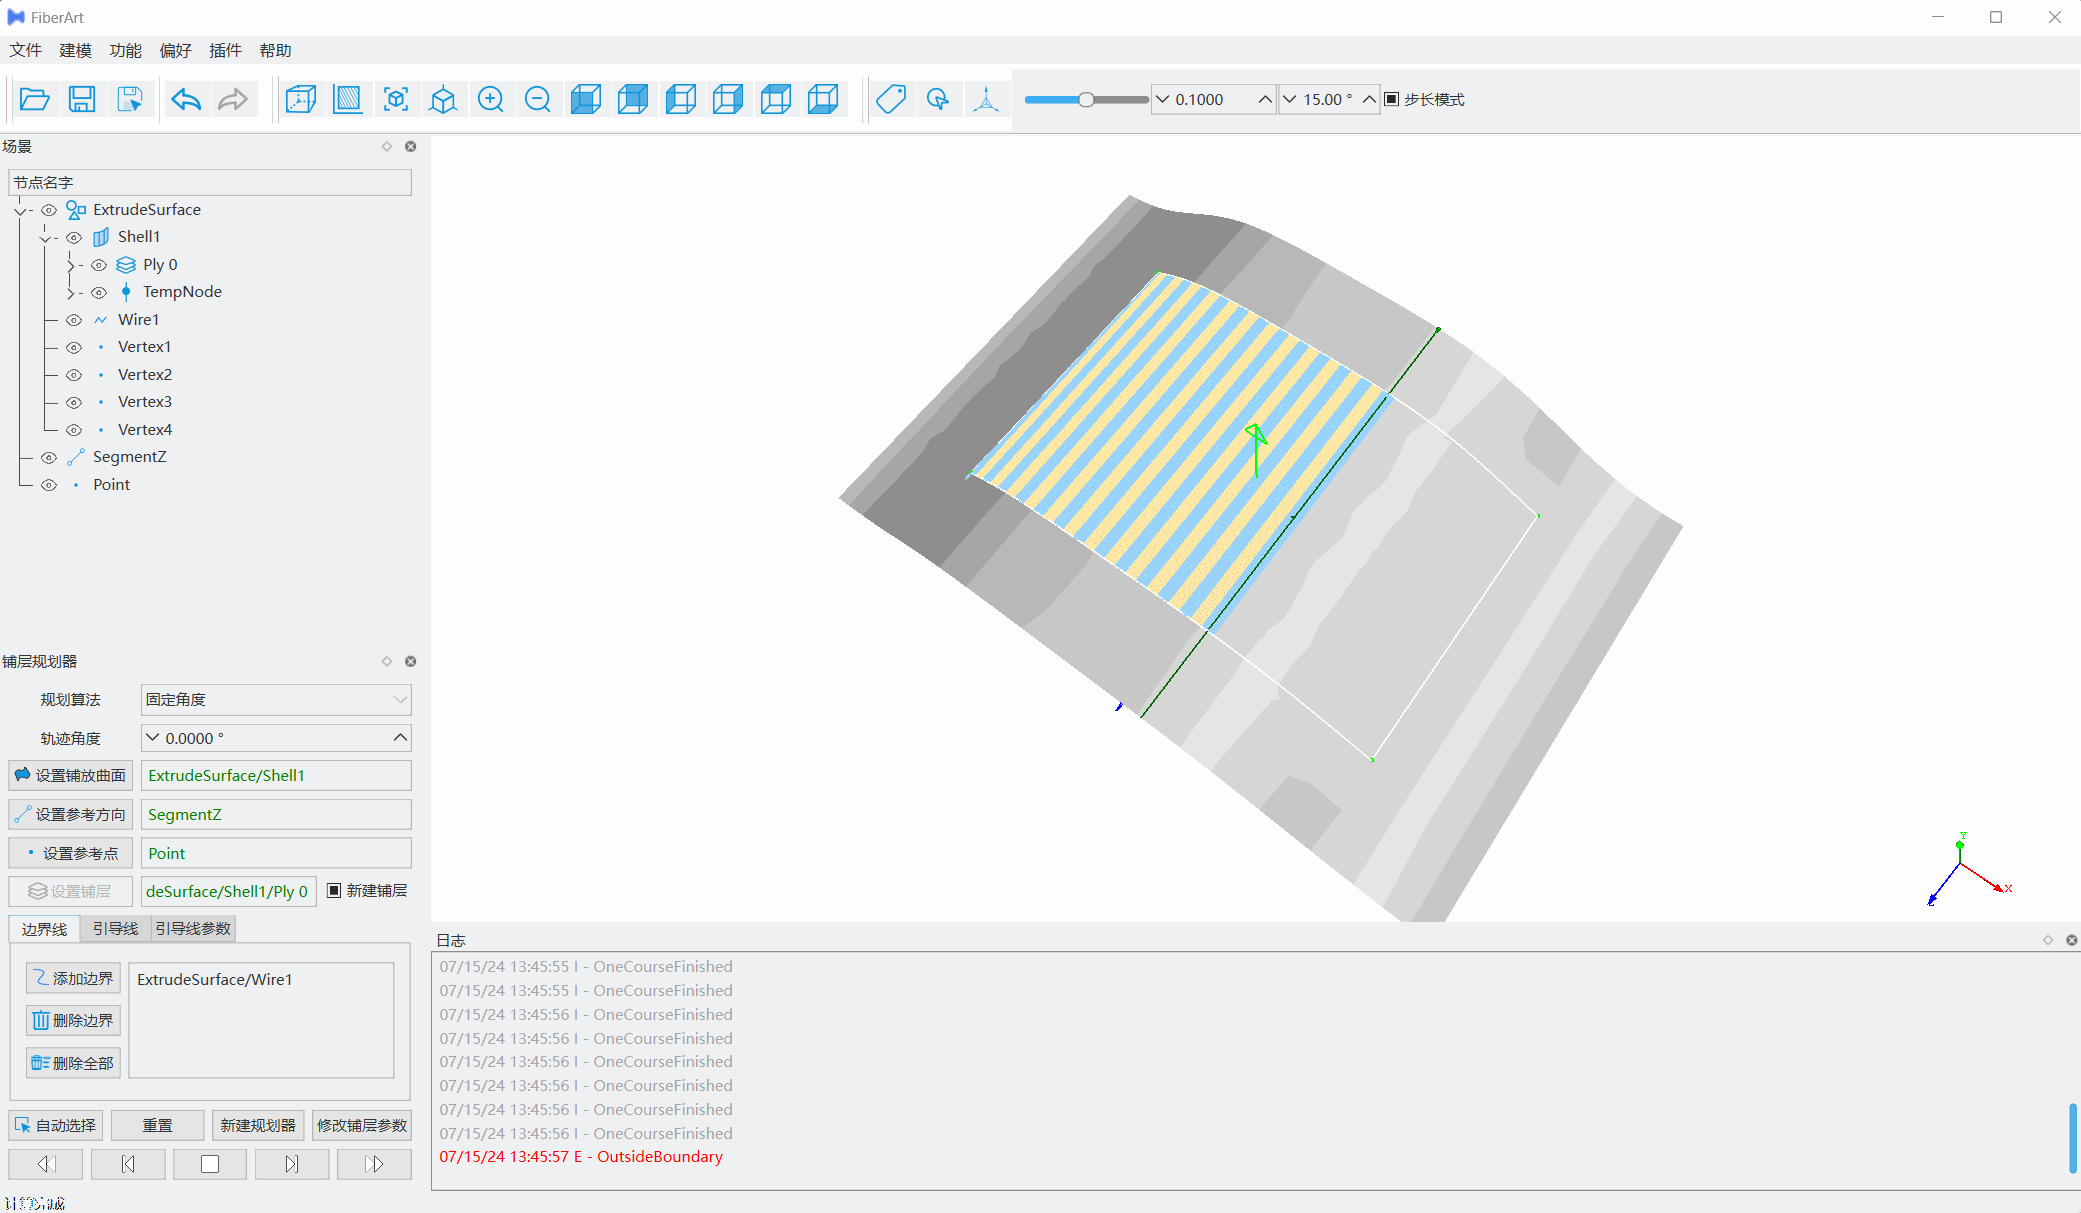 FiberArt
文件 建模 功能 偏好 插件 帮助
0.1000 15.00 ° 步长模式
场景
节点名字
ExtrudeSurface
Shell1
Ply 0
TempNode
Wire1
Vertex1
Vertex2
Vertex3
Vertex4
SegmentZ
Point
铺层规划器
规划算法 固定角度
轨迹角度 0.0000 °
设置铺放曲面 ExtrudeSurface/Shell1
设置参考方向 SegmentZ
设置参考点 Point
设置铺层 deSurface/Shell1/Ply 0 新建铺层
边界线 引导线 引导线参数
添加边界 ExtrudeSurface/Wire1
删除边界
删除全部
自动选择 重置 新建规划器 修改铺层参数
Y
X
Z
日志
07/15/24 13:45:55 I - OneCourseFinished
07/15/24 13:45:55 I - OneCourseFinished
07/15/24 13:45:56 I - OneCourseFinished
07/15/24 13:45:56 I - OneCourseFinished
07/15/24 13:45:56 I - OneCourseFinished
07/15/24 13:45:56 I - OneCourseFinished
07/15/24 13:45:56 I - OneCourseFinished
07/15/24 13:45:56 I - OneCourseFinished
07/15/24 13:45:57 E - OutsideBoundary